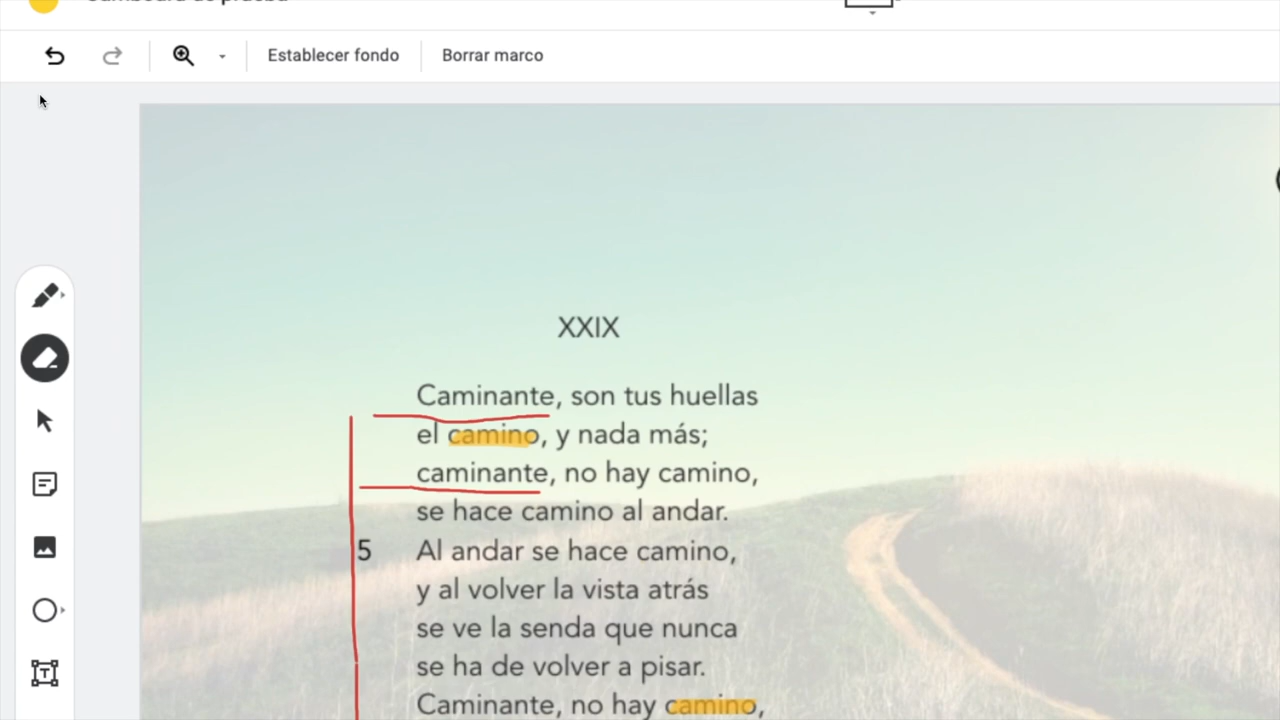 Establecer fondo
Borrar marco
XXIX
Caminante, son tus huellas
el camino, y nada más;
caminante, no hay camino,
se hace camino al andar.
5 Al andar se hace camino,
y al volver la vista atrás
se ve la senda que nunca
se ha de volver a pisar.
Caminante, no hay camino,